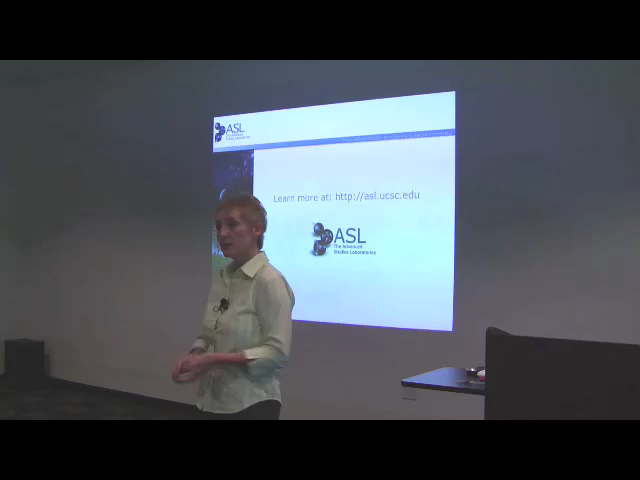 ASL
Learn more at: http://asl.ucsc.edu
ASL
The Advanced
Studies Laboratories